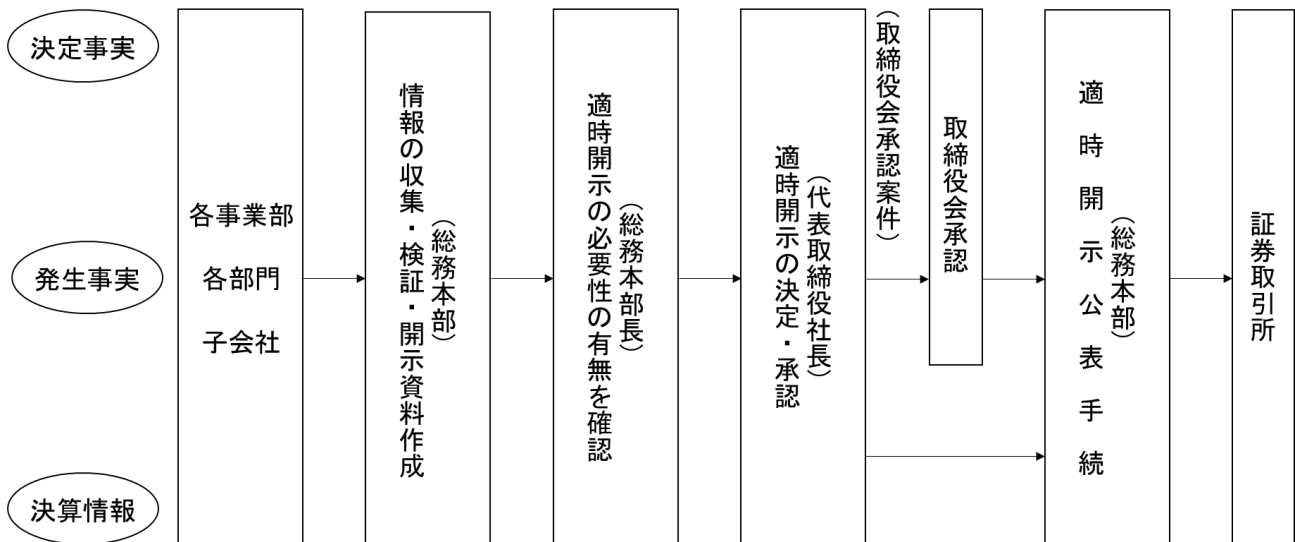 決定事実
発生事実
決算情報
各事業部
各部門
子会社
情報の収集・検証・開示資料作成
（総務本部）
適時開示の必要性の有無を確認
（総務本部長）
適時開示の決定・承認
（代表取締役社長）
（取締役会承認案件）
取締役会承認
適時開示公表手続
（総務本部）
証券取引所